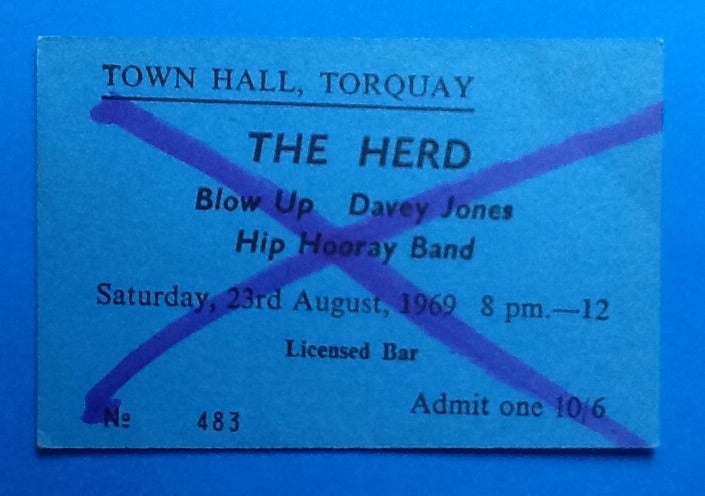 TOWN HALL, TORQUAY
THE HERD
Blow Up Davey Jones
Hip Hooray Band
Saturday, 23rd August, 1969 8 pm.—12
Licensed Bar
Admit one 10/6
№ 483